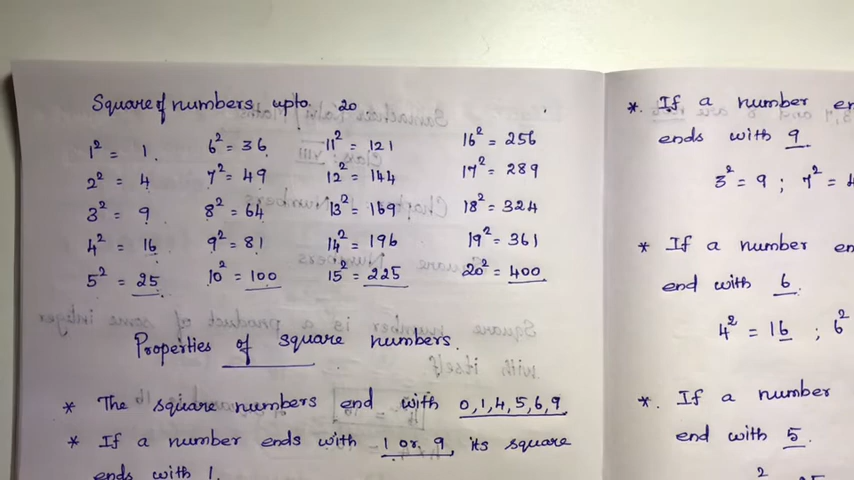 Square of numbers upto 20
1² = 1. 6² = 36 11² = 121 16² = 256
2² = 4 7² = 49 12² = 144 17² = 289
3² = 9 8² = 64 13² = 169 18² = 324
4² = 16 9² = 81 14² = 196 19² = 361
5² = 25 10² = 100 15² = 225 20² = 400
Properties of square numbers.
* The square numbers end with 0,1,4,5,6,9
* If a number ends with 1 or 9, its square
ends with 1.
*. If a number
ends with 9.
3² = 9 ; 7² = 4
* If a number
end with 6.
4² = 16 ; 6²
*. If a number
end with 5.